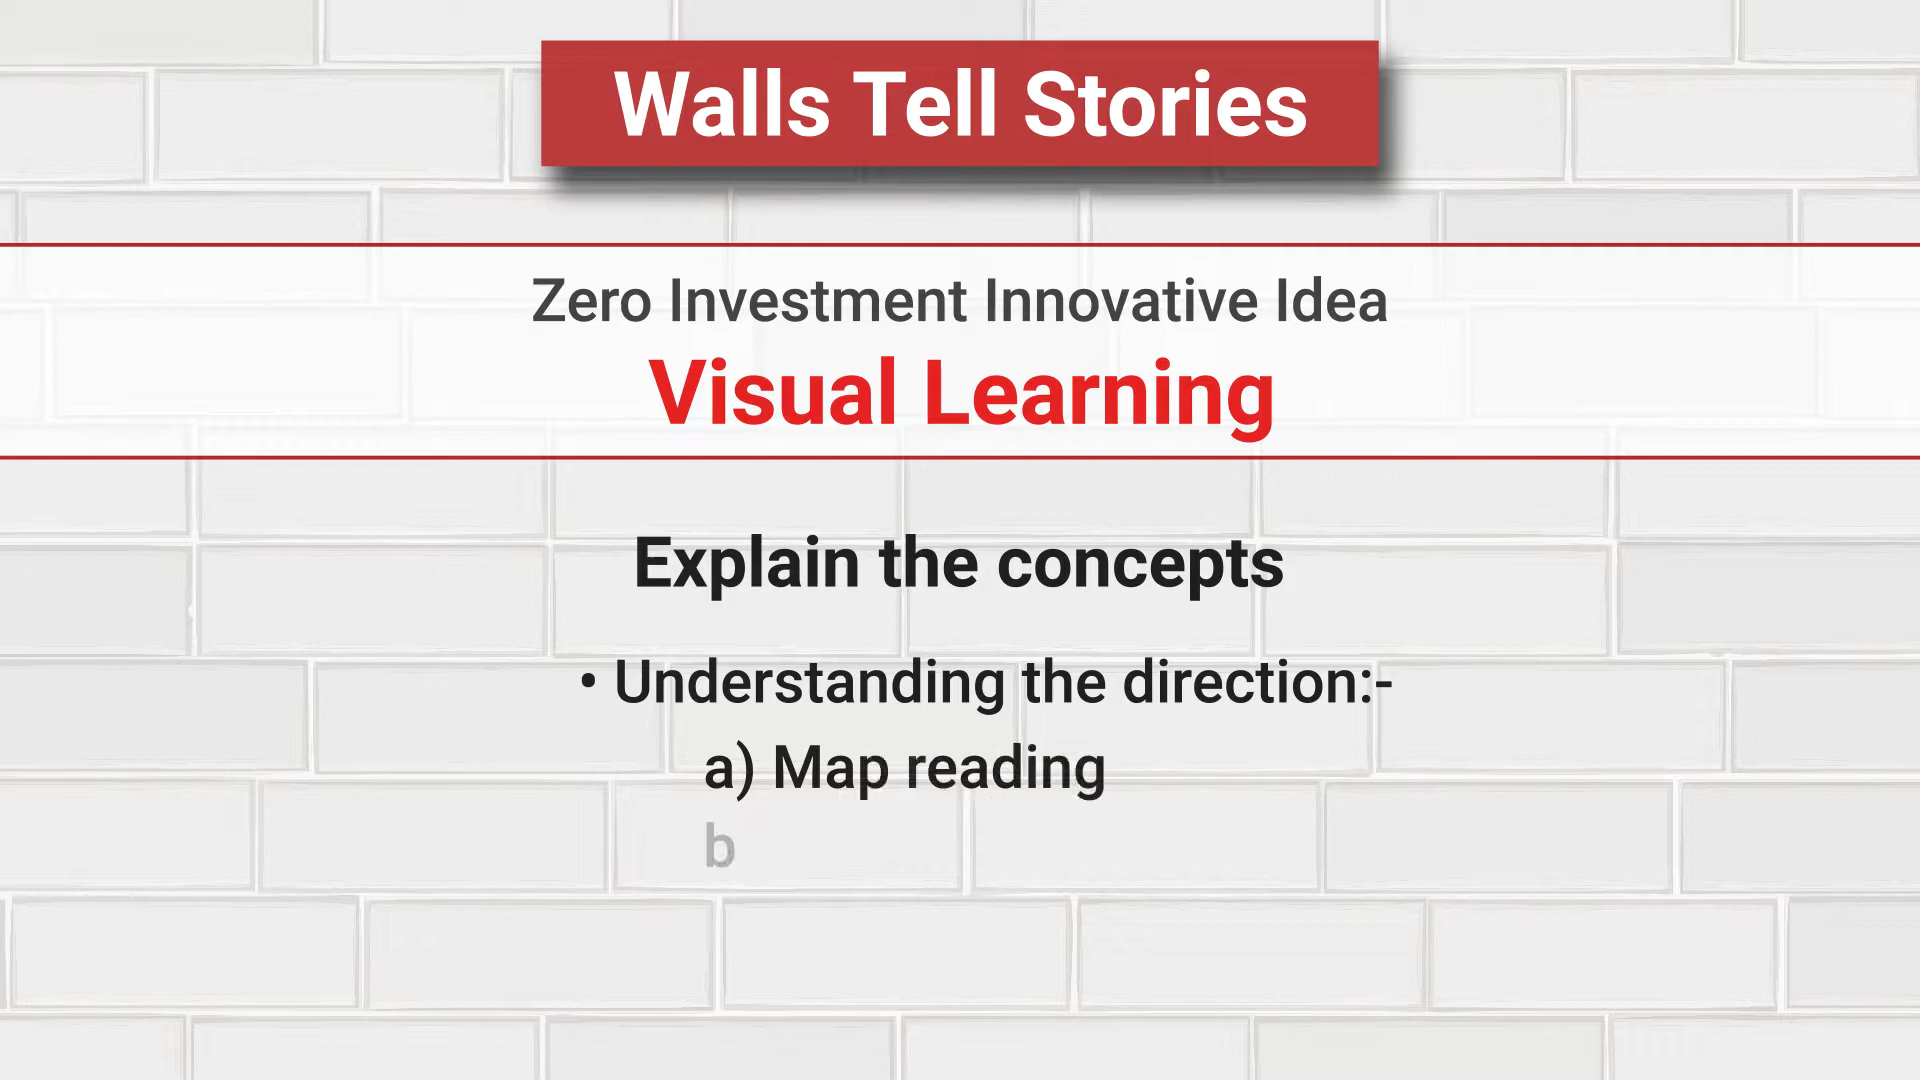 Walls Tell Stories
Zero Investment Innovative Idea
Visual Learning
Explain the concepts
• Understanding the direction:-
a) Map reading
b